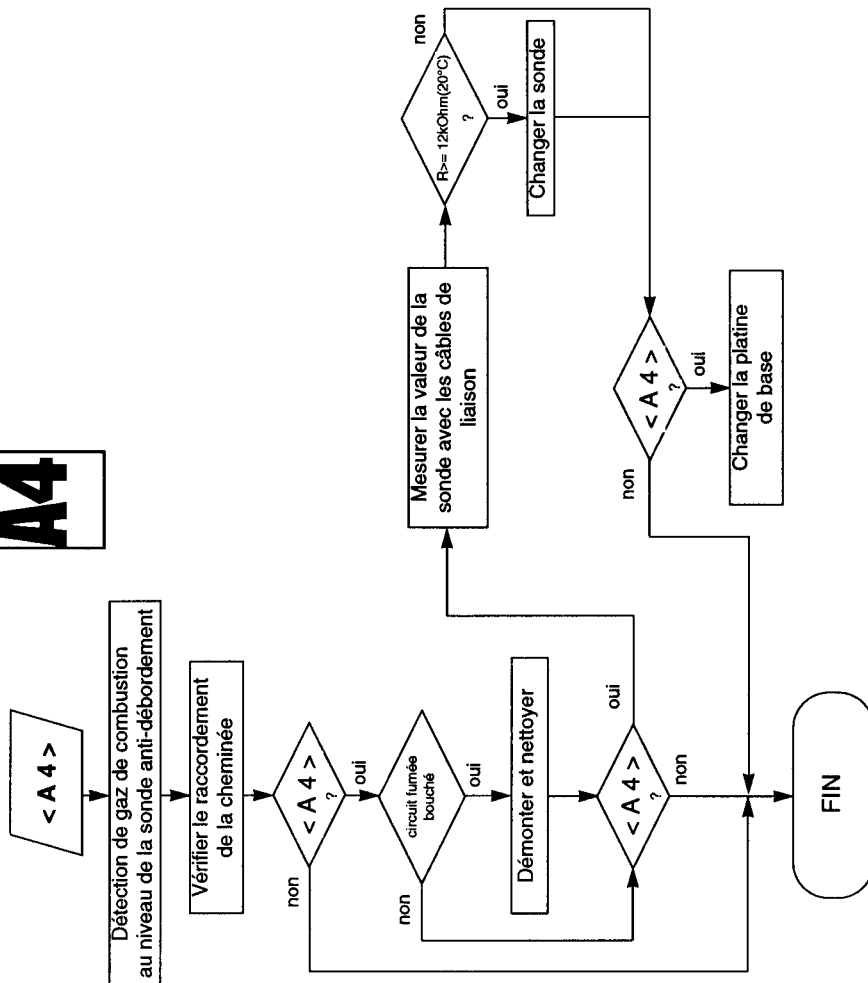 A4
< A 4 >
Détection de gaz de combustion
au niveau de la sonde anti-débordement
Vérifier le raccordement
de la cheminée
< A 4 >
?
non
oui
circuit fumée
bouché
non
oui
Démonter et nettoyer
< A 4 >
?
oui
non
Mesurer la valeur de la
sonde avec les câbles de
liaison
R>= 12kOhm(20°C)
?
non
oui
Changer la sonde
< A 4 >
?
non
oui
Changer la platine
de base
FIN